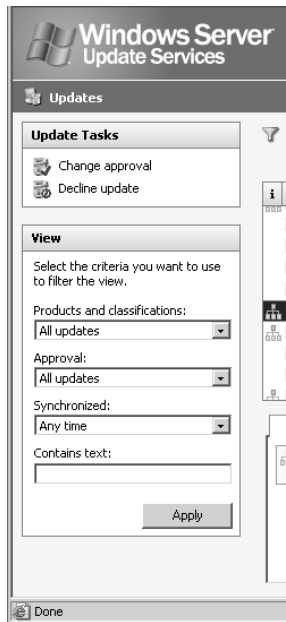 Windows Server
Update Services
Updates
Update Tasks
Change approval
Decline update
View
Select the criteria you want to use
to filter the view.
Products and classifications:
All updates
Approval:
All updates
Synchronized:
Any time
Contains text:
Apply
i
Done